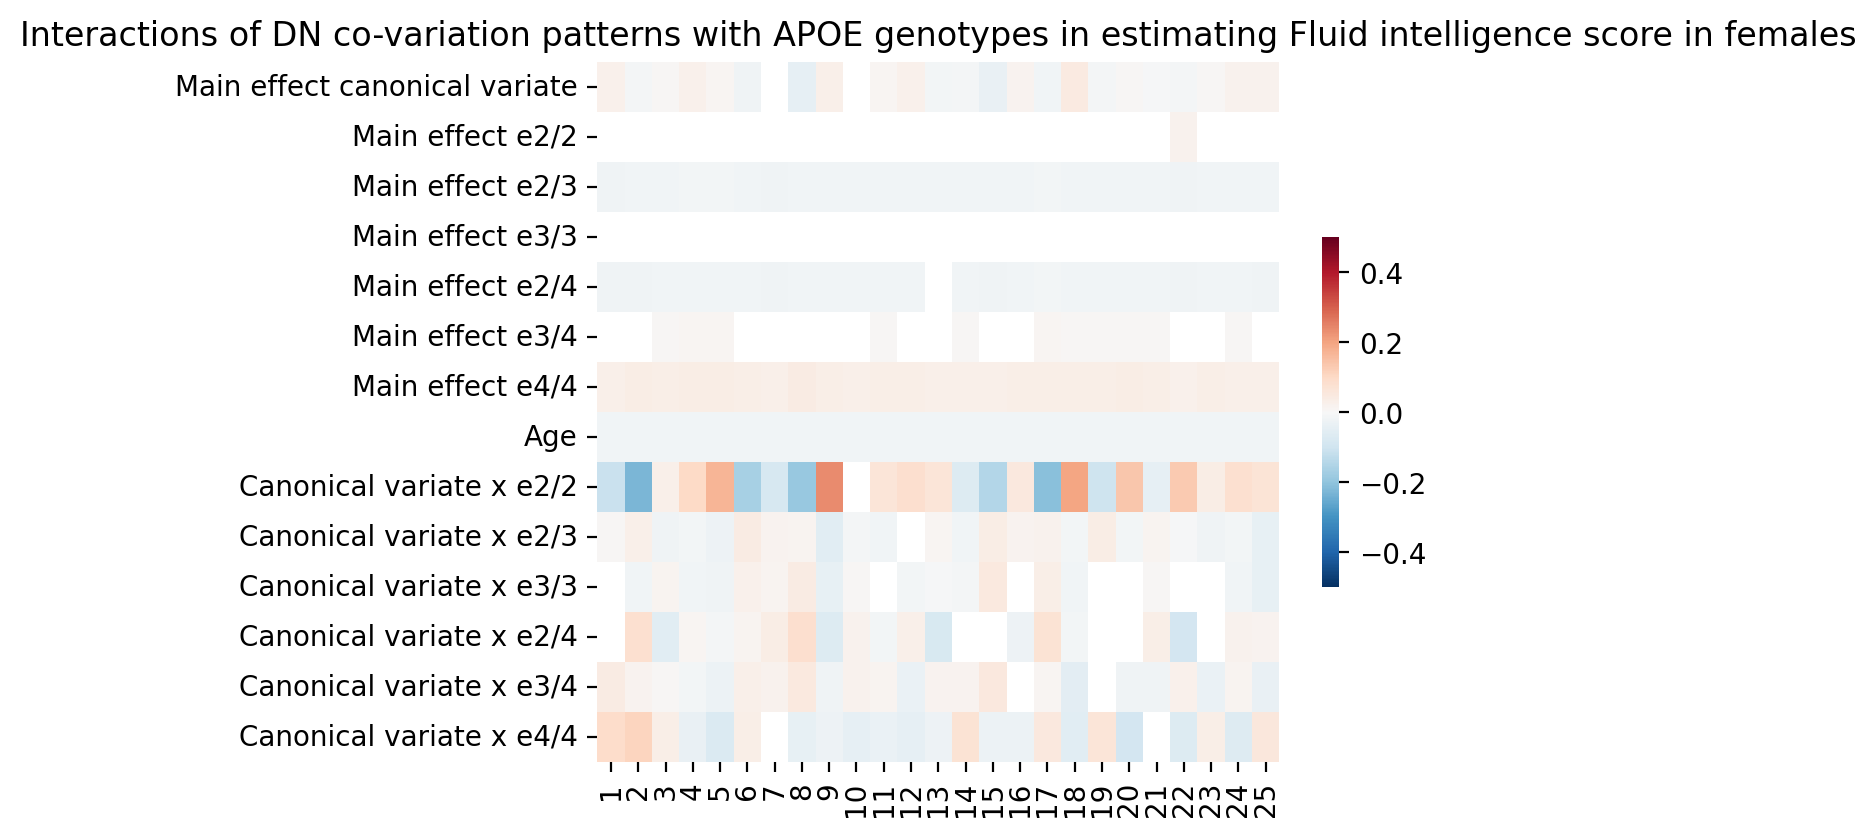 Interactions of DN co-variation patterns with APOE genotypes in estimating Fluid intelligence score in females
Main effect canonical variate
Main effect e2/2
Main effect e2/3
Main effect e3/3
Main effect e2/4
Main effect e3/4
Main effect e4/4
Age
Canonical variate x e2/2
Canonical variate x e2/3
Canonical variate x e3/3
Canonical variate x e2/4
Canonical variate x e3/4
Canonical variate x e4/4
1
2
3
4
5
6
7
8
9
10
11
12
13
14
15
16
17
18
19
20
21
22
23
24
25
0.4
0.2
0.0
−0.2
−0.4